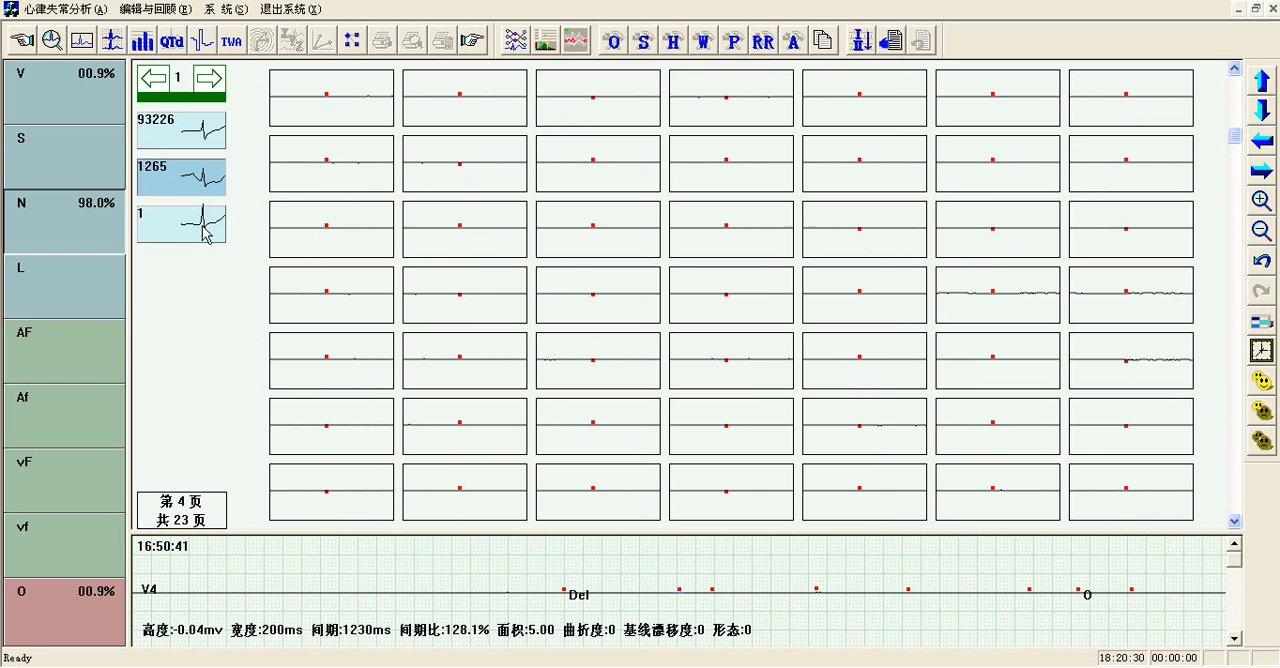 心律失常分析(A) 编辑与回顾(E) 系 统(S) 退出系统(X)
QTd TWA O S H W P RR A II
V 00.9%
S
N 98.0%
L
AF
Af
vF
vf
O 00.9%
1
93226
1265
1
第 4 页
共 23 页
16:50:41
V4
Del
O
高度:-0.04mv 宽度:200ms 间期:1230ms 间期比:128.1% 面积:5.00 曲折度:0 基线漂移度:0 形态:0
Ready
18:20:30 00:00:00